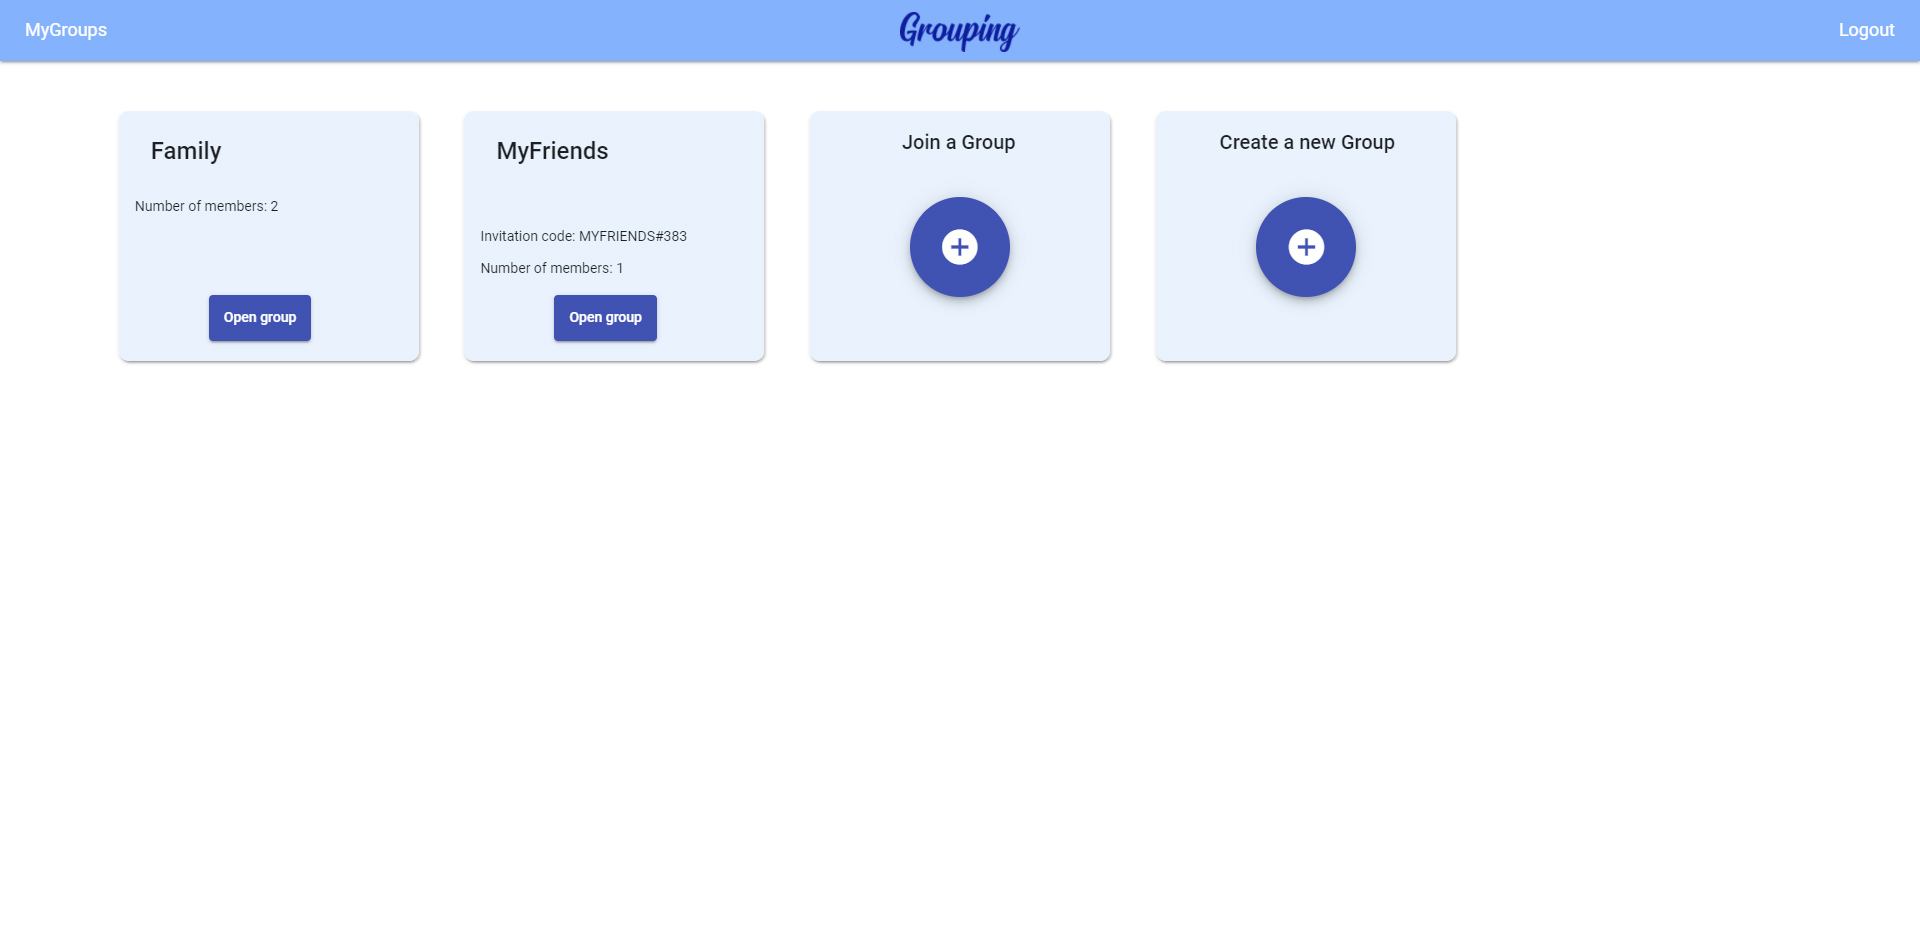 MyGroups
Grouping
Logout
Family
Number of members: 2
Open group
MyFriends
Invitation code: MYFRIENDS#383
Number of members: 1
Open group
Join a Group
Create a new Group